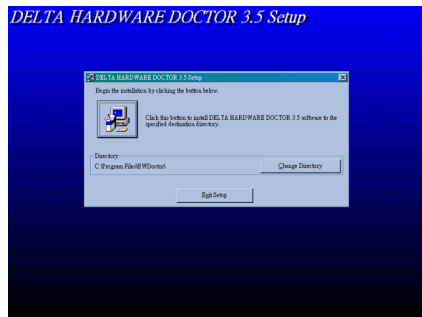 DELTA HARDWARE DOCTOR 3.5 Setup
DELTA HARDWARE DOCTOR 3.5 Setup
Begin the installation by clicking the button below.
Click this button to install DELTA HARDWARE DOCTOR 3.5 software to the
specified destination directory.
Directory:
C:\Program Files\HWDoctor\
Change Directory
Exit Setup